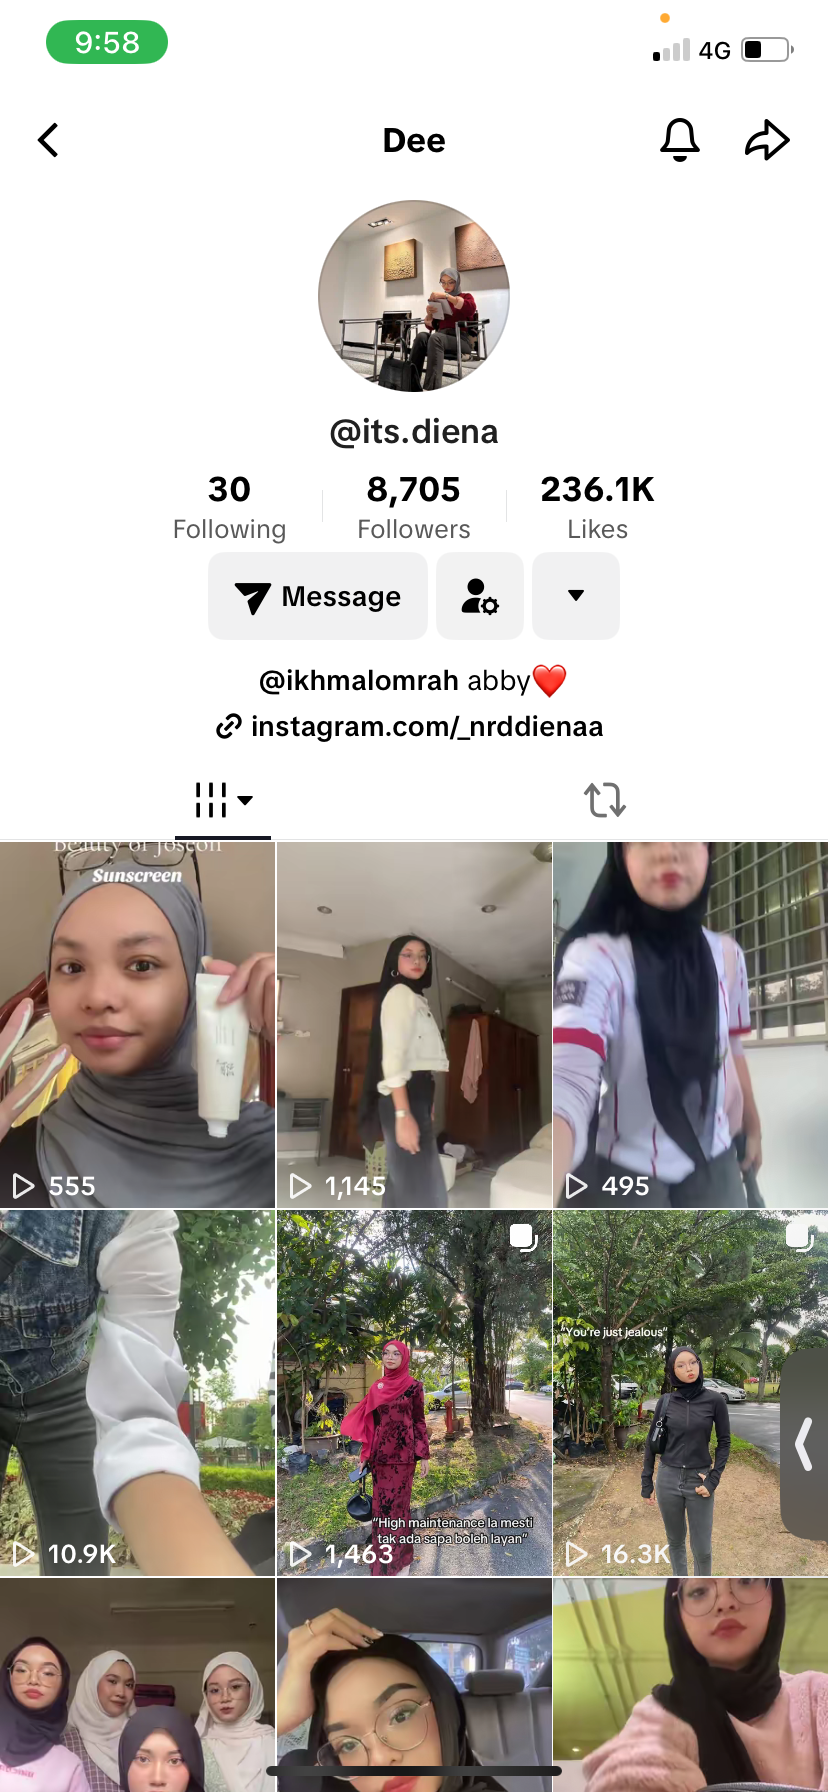 9:58
4G
Dee
@its.diena
30
8,705
236.1K
Following
Followers
Likes
Message
@ikhmalomrah abby❤️
instagram.com/_nrddienaa
Beauty of Joseon
Sunscreen
555
1,145
495
10.9K
"High maintenance la mesti
tak ada sapa boleh layan"
1,463
"You're just jealous"
16.3K